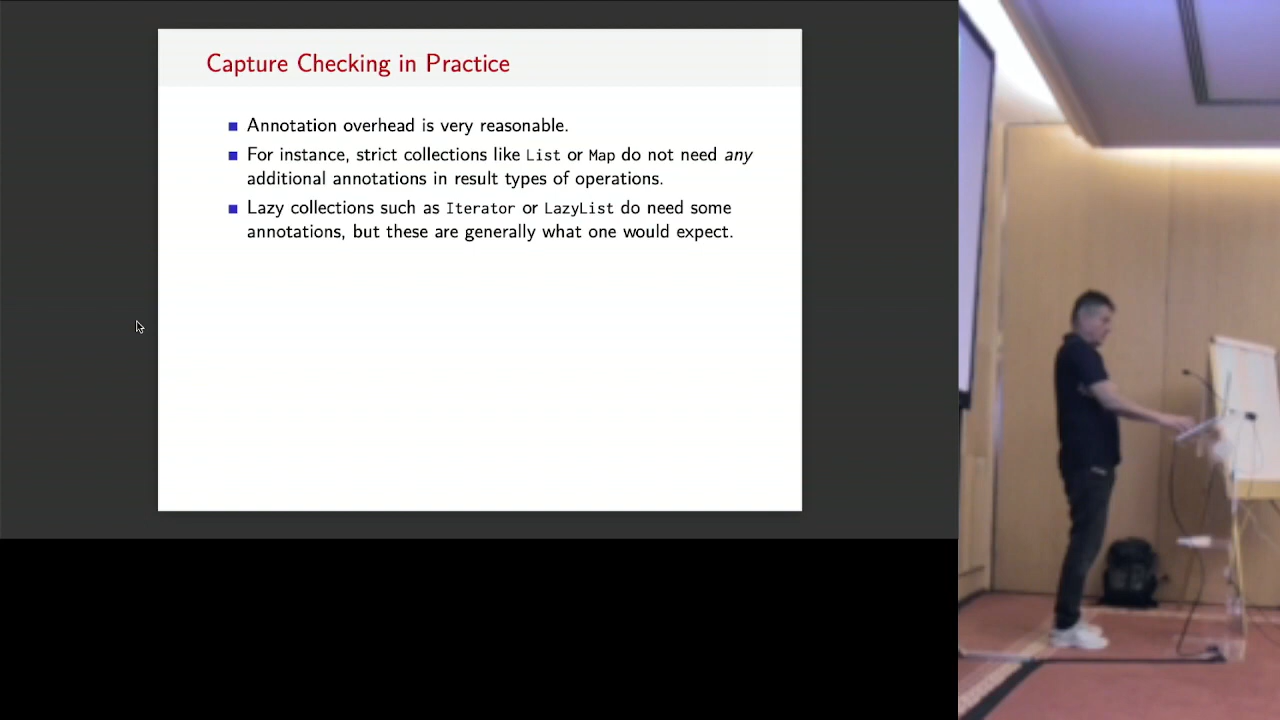 Capture Checking in Practice
Annotation overhead is very reasonable.
For instance, strict collections like List or Map do not need any
additional annotations in result types of operations.
Lazy collections such as Iterator or LazyList do need some
annotations, but these are generally what one would expect.